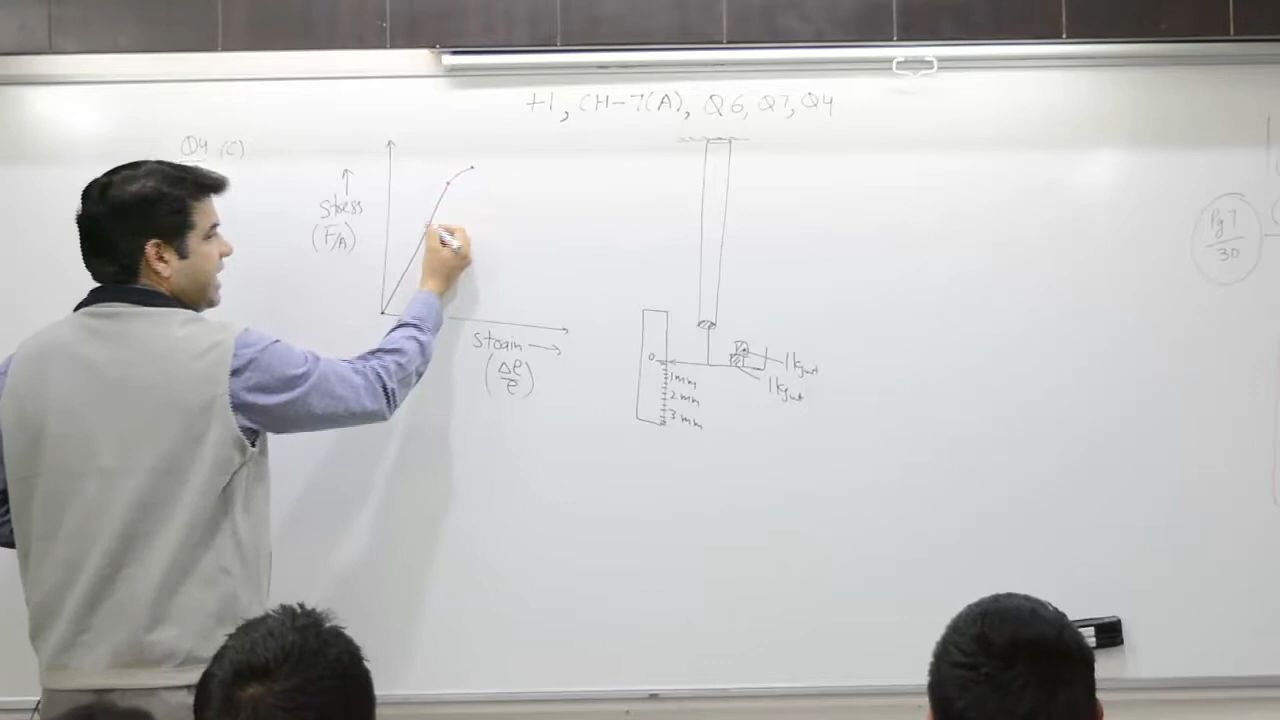 +1, CH-7(A), Q6, Q7, Q4
Q4 (C)
Stress
(F/A)
Strain →
(Δℓ/ℓ)
0
1mm
2mm
3mm
1kgwt
1kgwt
Pg 7
30